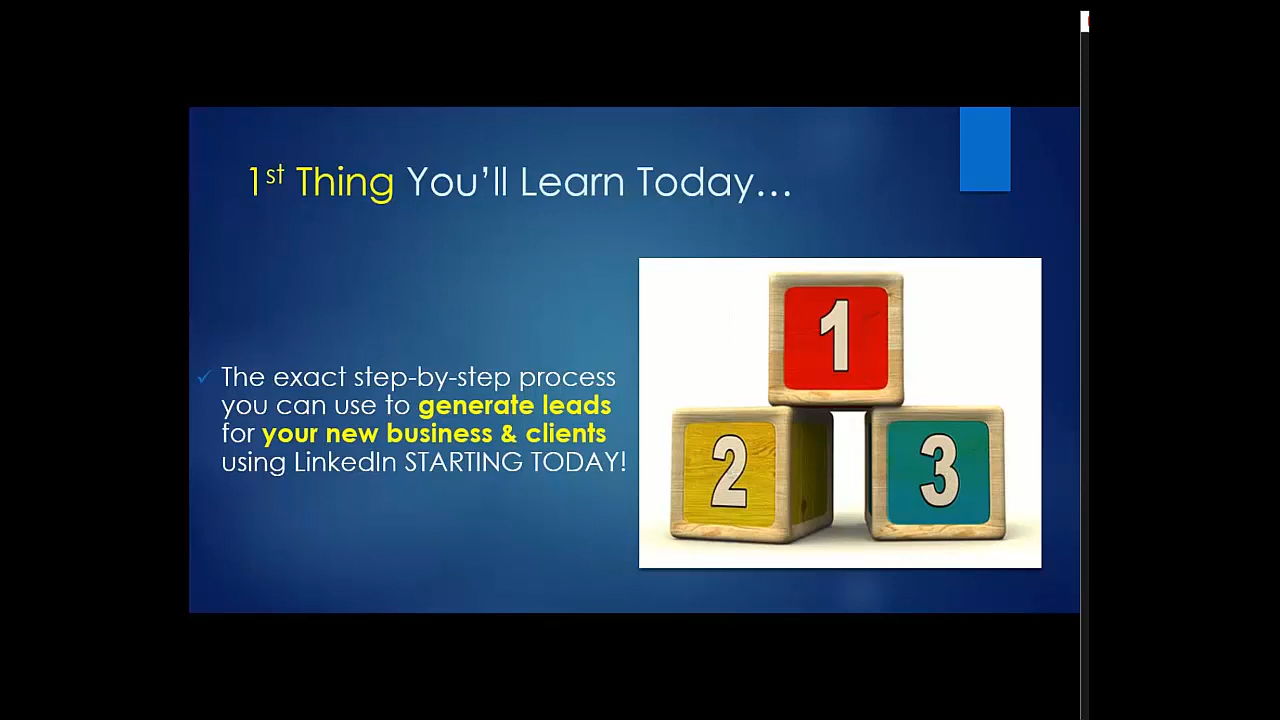 1st Thing You'll Learn Today…
The exact step-by-step process
you can use to generate leads
for your new business & clients
using LinkedIn STARTING TODAY!
1
2
3